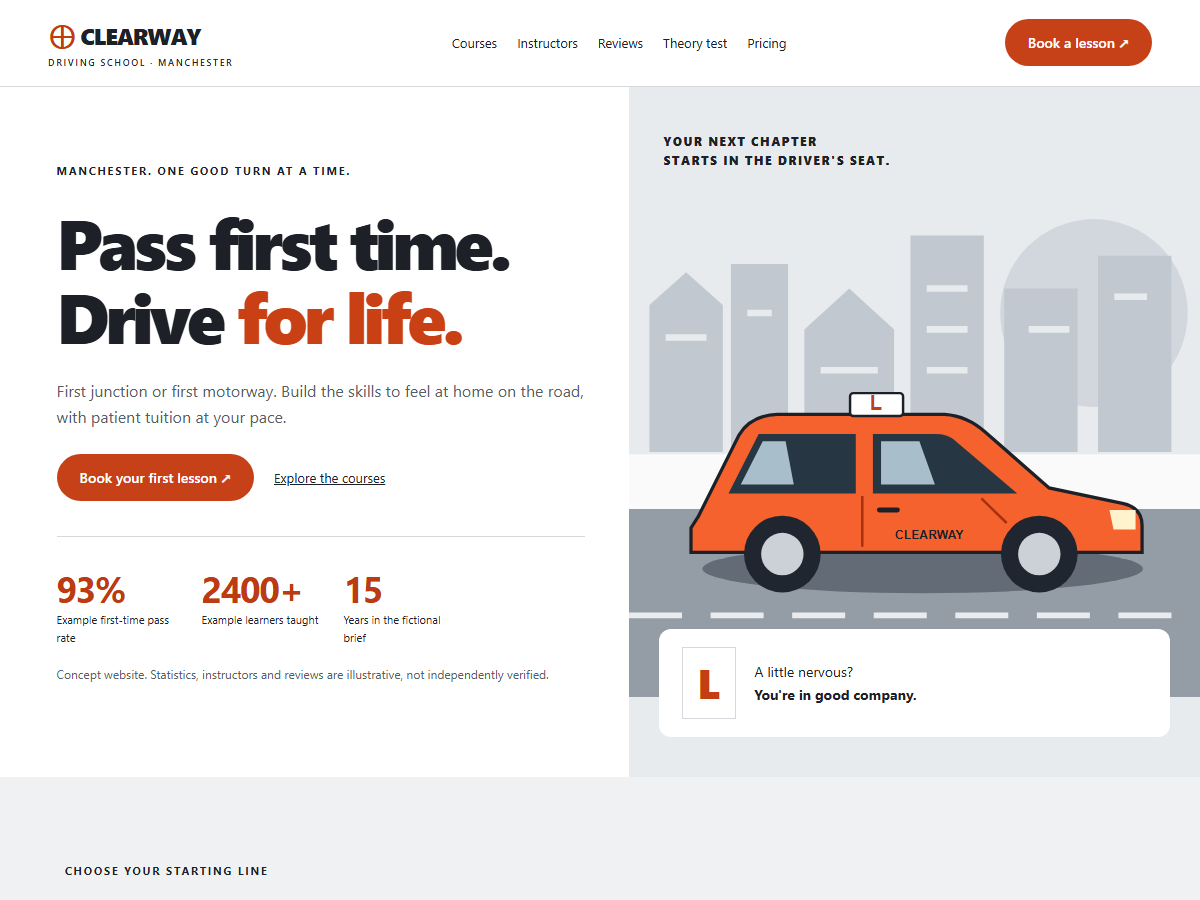 CLEARWAY
DRIVING SCHOOL · MANCHESTER
Courses
Instructors
Reviews
Theory test
Pricing
Book a lesson ↗
MANCHESTER. ONE GOOD TURN AT A TIME.
Pass first time.
Drive for life.
First junction or first motorway. Build the skills to feel at home on the road,
with patient tuition at your pace.
Book your first lesson ↗
Explore the courses
93%
Example first-time pass
rate
2400+
Example learners taught
15
Years in the fictional
brief
Concept website. Statistics, instructors and reviews are illustrative, not independently verified.
YOUR NEXT CHAPTER
STARTS IN THE DRIVER'S SEAT.
L
CLEARWAY
L
A little nervous?
You're in good company.
CHOOSE YOUR STARTING LINE